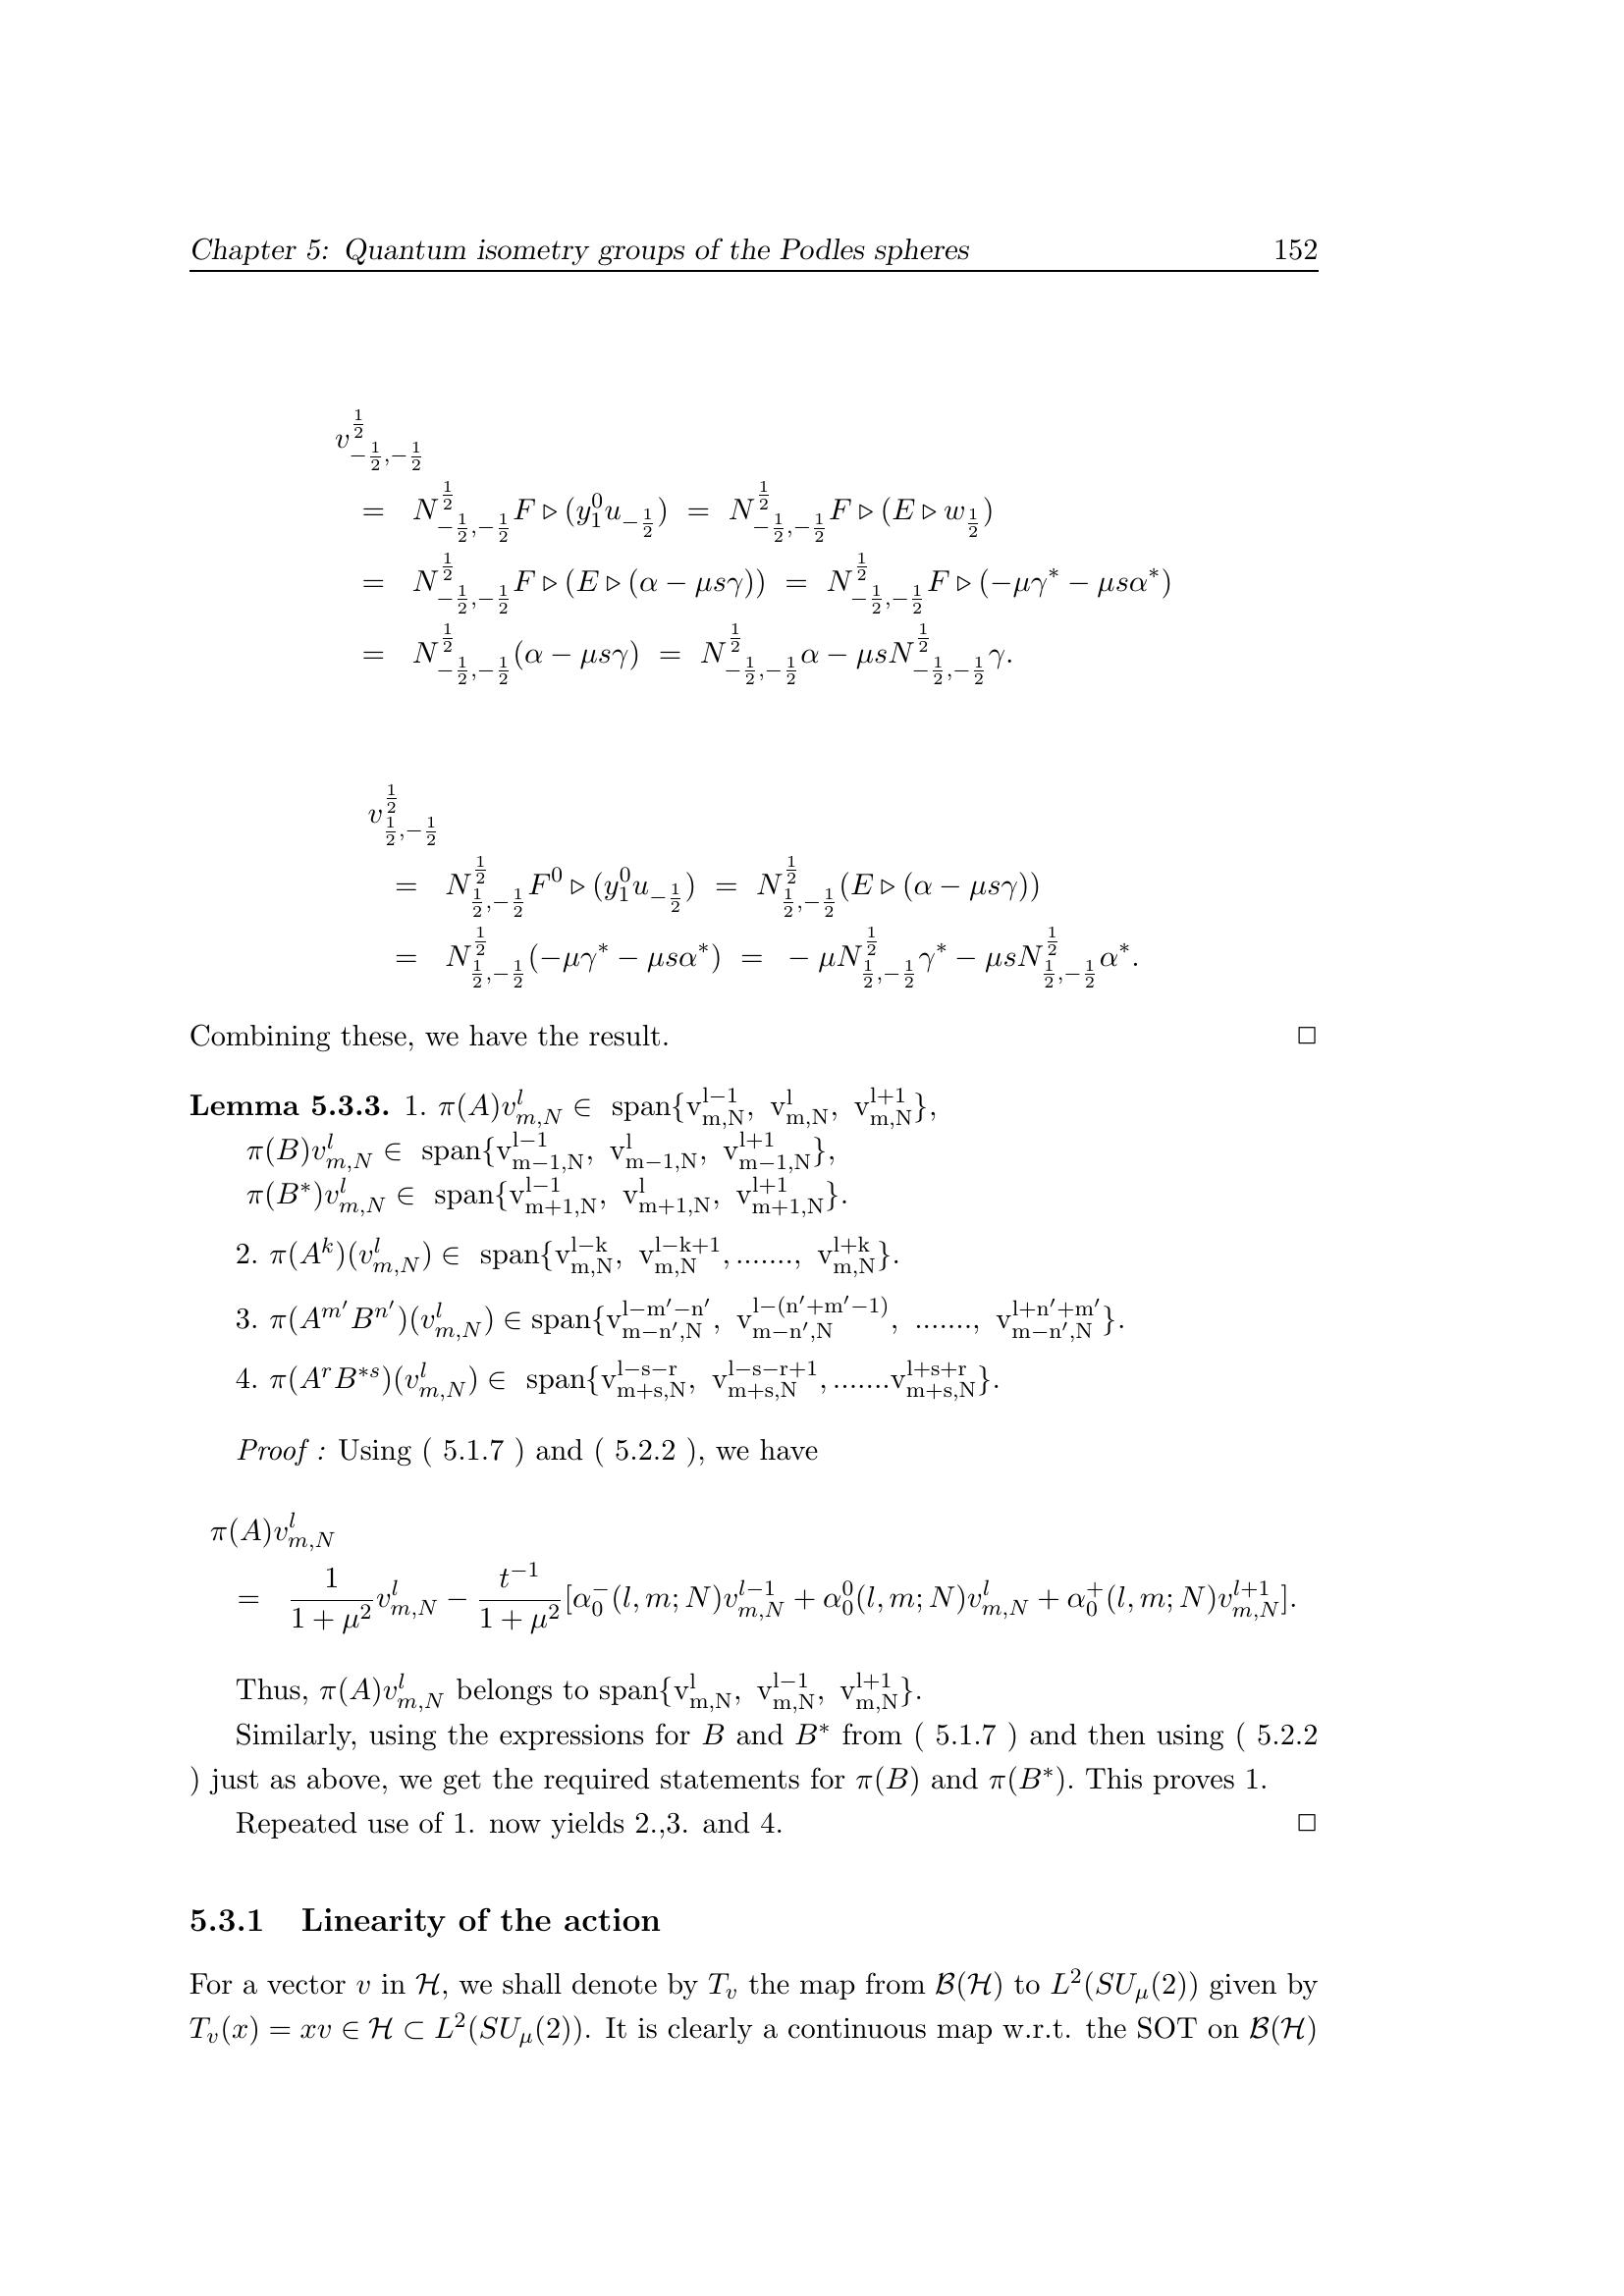 Chapter 5: Quantum isometry groups of the Podles spheres 152
$v^{\frac{1}{2}}_{-\frac{1}{2},-\frac{1}{2}}$
$= N^{\frac{1}{2}}_{-\frac{1}{2},-\frac{1}{2}} F \triangleright (y^0_1 u_{-\frac{1}{2}}) = N^{\frac{1}{2}}_{-\frac{1}{2},-\frac{1}{2}} F \triangleright (E \triangleright w_{\frac{1}{2}})$
$= N^{\frac{1}{2}}_{-\frac{1}{2},-\frac{1}{2}} F \triangleright (E \triangleright (\alpha - \mu s\gamma)) = N^{\frac{1}{2}}_{-\frac{1}{2},-\frac{1}{2}} F \triangleright (-\mu\gamma^* - \mu s\alpha^*)$
$= N^{\frac{1}{2}}_{-\frac{1}{2},-\frac{1}{2}} (\alpha - \mu s\gamma) = N^{\frac{1}{2}}_{-\frac{1}{2},-\frac{1}{2}} \alpha - \mu s N^{\frac{1}{2}}_{-\frac{1}{2},-\frac{1}{2}} \gamma.$
$v^{\frac{1}{2}}_{\frac{1}{2},-\frac{1}{2}}$
$= N^{\frac{1}{2}}_{\frac{1}{2},-\frac{1}{2}} F^0 \triangleright (y^0_1 u_{-\frac{1}{2}}) = N^{\frac{1}{2}}_{\frac{1}{2},-\frac{1}{2}} (E \triangleright (\alpha - \mu s\gamma))$
$= N^{\frac{1}{2}}_{\frac{1}{2},-\frac{1}{2}} (-\mu\gamma^* - \mu s\alpha^*) = -\mu N^{\frac{1}{2}}_{\frac{1}{2},-\frac{1}{2}} \gamma^* - \mu s N^{\frac{1}{2}}_{\frac{1}{2},-\frac{1}{2}} \alpha^*.$
Combining these, we have the result. □
Lemma 5.3.3. 1. $\pi(A)v^l_{m,N} \in \mathrm{span}\{v^{l-1}_{m,N}, v^l_{m,N}, v^{l+1}_{m,N}\},$
$\pi(B)v^l_{m,N} \in \mathrm{span}\{v^{l-1}_{m-1,N}, v^l_{m-1,N}, v^{l+1}_{m-1,N}\},$
$\pi(B^*)v^l_{m,N} \in \mathrm{span}\{v^{l-1}_{m+1,N}, v^l_{m+1,N}, v^{l+1}_{m+1,N}\}.$
2. $\pi(A^k)(v^l_{m,N}) \in \mathrm{span}\{v^{l-k}_{m,N}, v^{l-k+1}_{m,N}, ......., v^{l+k}_{m,N}\}.$
3. $\pi(A^{m'}B^{n'})(v^l_{m,N}) \in \mathrm{span}\{v^{l-m'-n'}_{m-n',N}, v^{l-(n'+m'-1)}_{m-n',N}, ......., v^{l+n'+m'}_{m-n',N}\}.$
4. $\pi(A^r B^{*s})(v^l_{m,N}) \in \mathrm{span}\{v^{l-s-r}_{m+s,N}, v^{l-s-r+1}_{m+s,N}, .......v^{l+s+r}_{m+s,N}\}.$
Proof : Using ( 5.1.7 ) and ( 5.2.2 ), we have
$\pi(A)v^l_{m,N}$
$= \frac{1}{1+\mu^2} v^l_{m,N} - \frac{t^{-1}}{1+\mu^2} [\alpha^-_0(l,m;N)v^{l-1}_{m,N} + \alpha^0_0(l,m;N)v^l_{m,N} + \alpha^+_0(l,m;N)v^{l+1}_{m,N}].$
Thus, $\pi(A)v^l_{m,N}$ belongs to $\mathrm{span}\{v^l_{m,N}, v^{l-1}_{m,N}, v^{l+1}_{m,N}\}.$
Similarly, using the expressions for $B$ and $B^*$ from ( 5.1.7 ) and then using ( 5.2.2
) just as above, we get the required statements for $\pi(B)$ and $\pi(B^*)$. This proves 1.
Repeated use of 1. now yields 2.,3. and 4. □
5.3.1 Linearity of the action
For a vector $v$ in $\mathcal{H}$, we shall denote by $T_v$ the map from $\mathcal{B}(\mathcal{H})$ to $L^2(SU_\mu(2))$ given by
$T_v(x) = xv \in \mathcal{H} \subset L^2(SU_\mu(2))$. It is clearly a continuous map w.r.t. the SOT on $\mathcal{B}(\mathcal{H})$